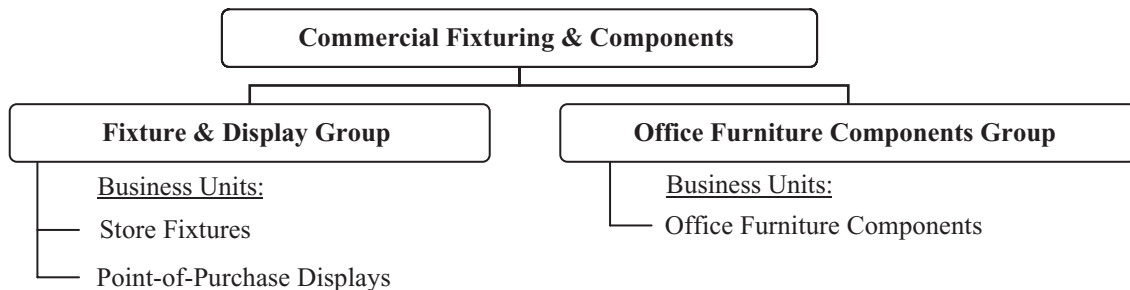 Commercial Fixturing & Components
Fixture & Display Group
Business Units:
Store Fixtures
Point-of-Purchase Displays
Office Furniture Components Group
Business Units:
Office Furniture Components